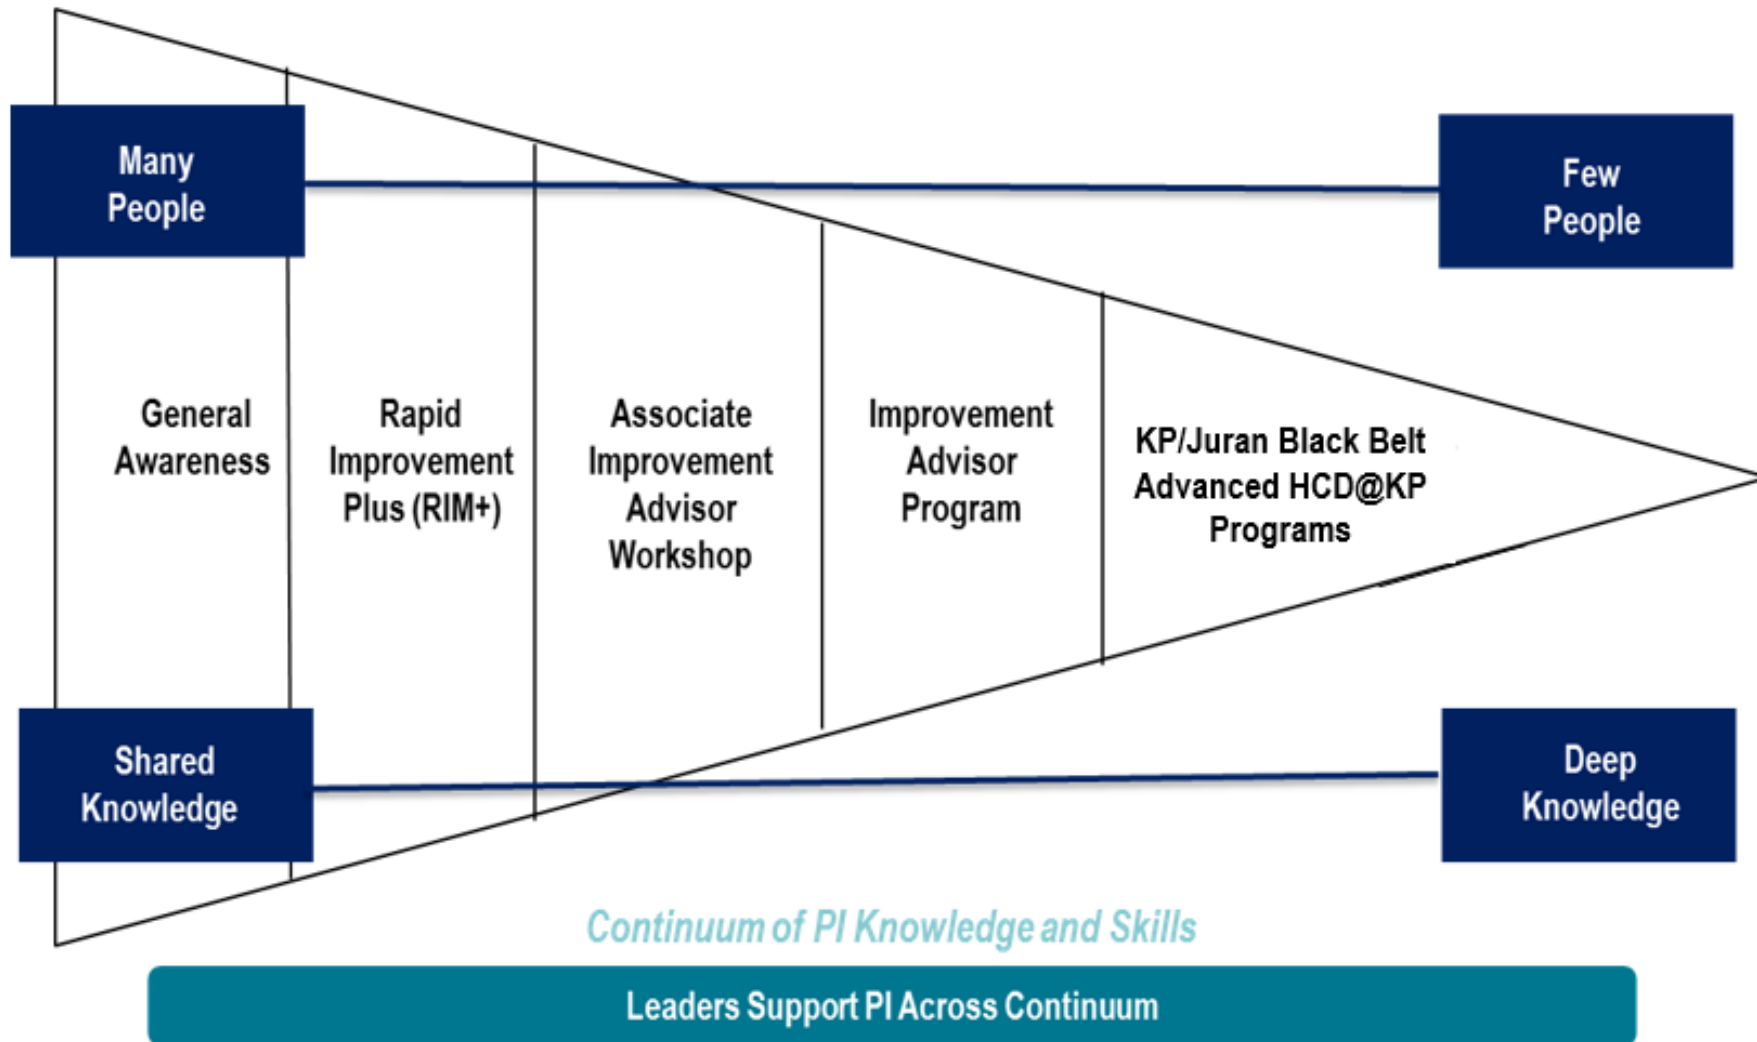 Many
People
Few
People
General
Awareness
Rapid
Improvement
Plus (RIM+)
Associate
Improvement
Advisor
Workshop
Improvement
Advisor
Program
KP/Juran Black Belt
Advanced HCD@KP
Programs
Shared
Knowledge
Deep
Knowledge
Continuum of PI Knowledge and Skills
Leaders Support PI Across Continuum